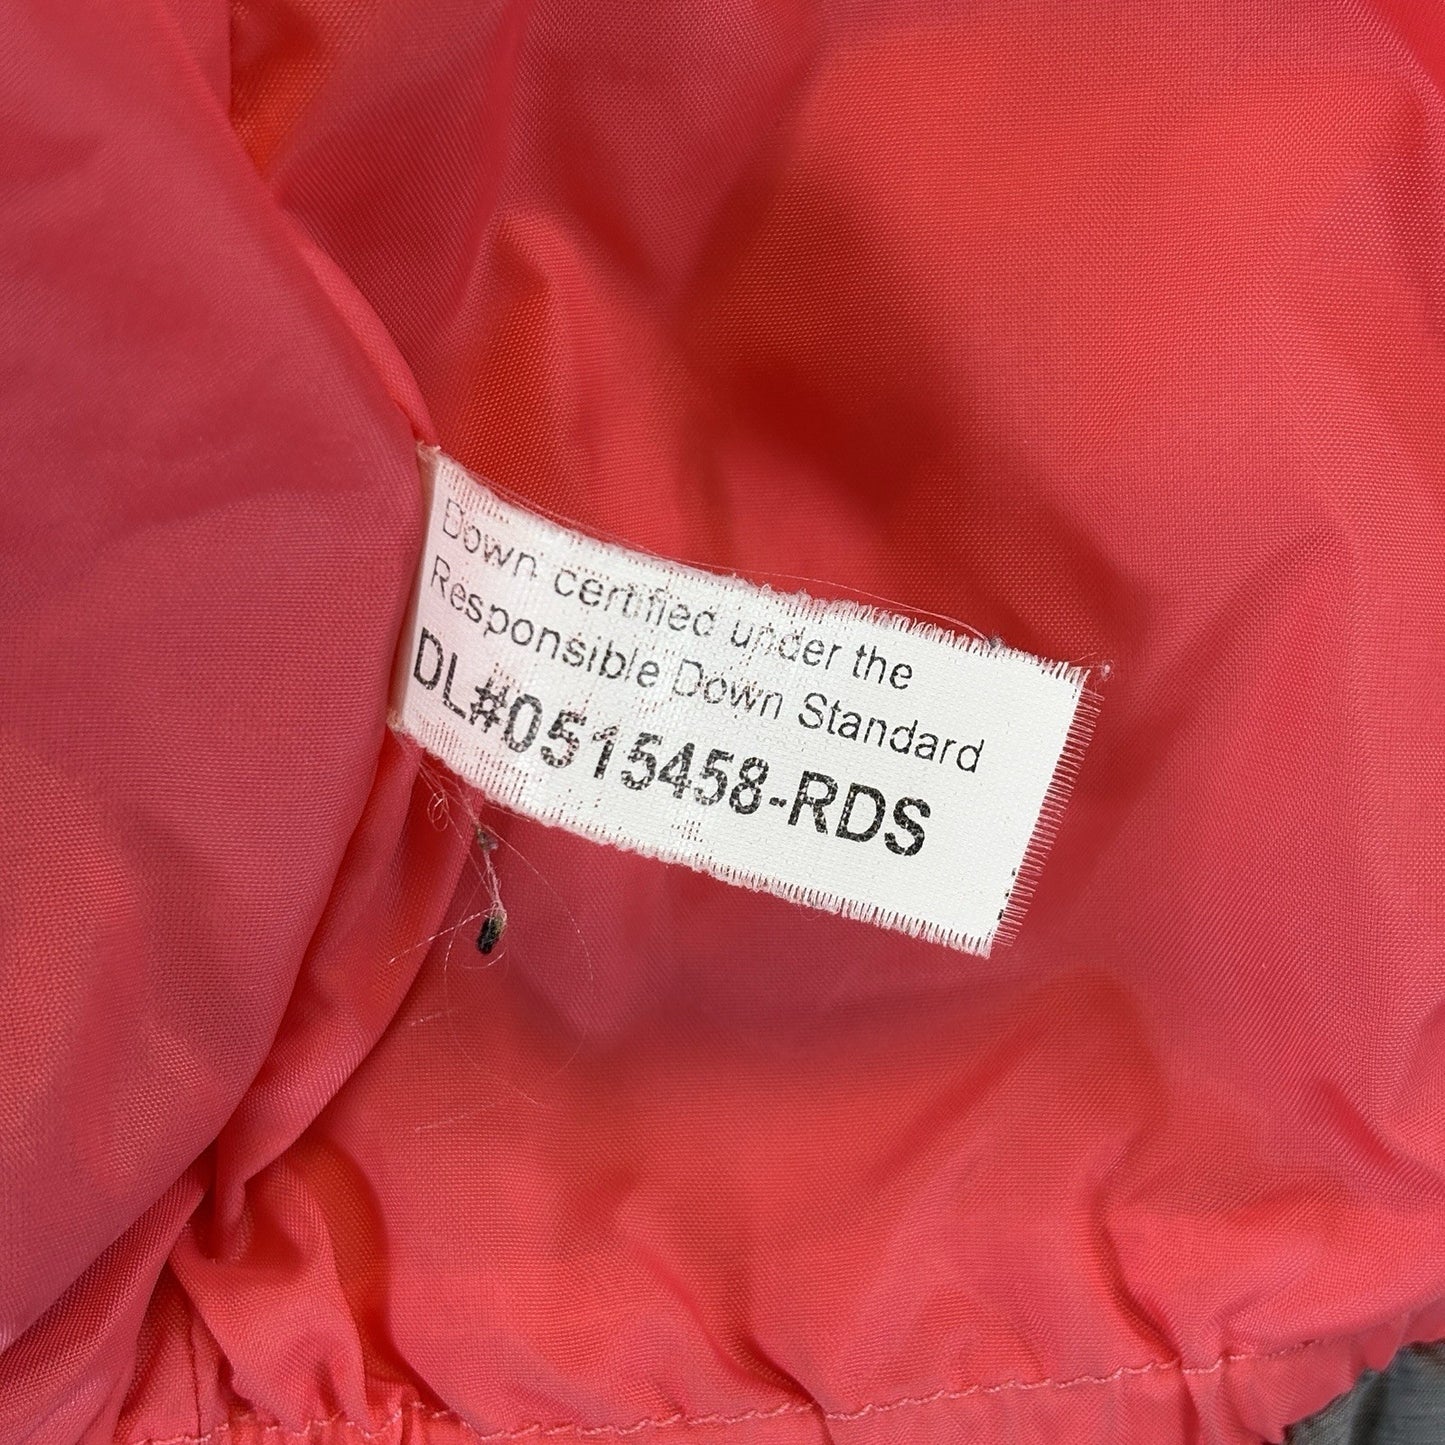 Down certified under the
Responsible Down Standard
DL#0515458-RDS